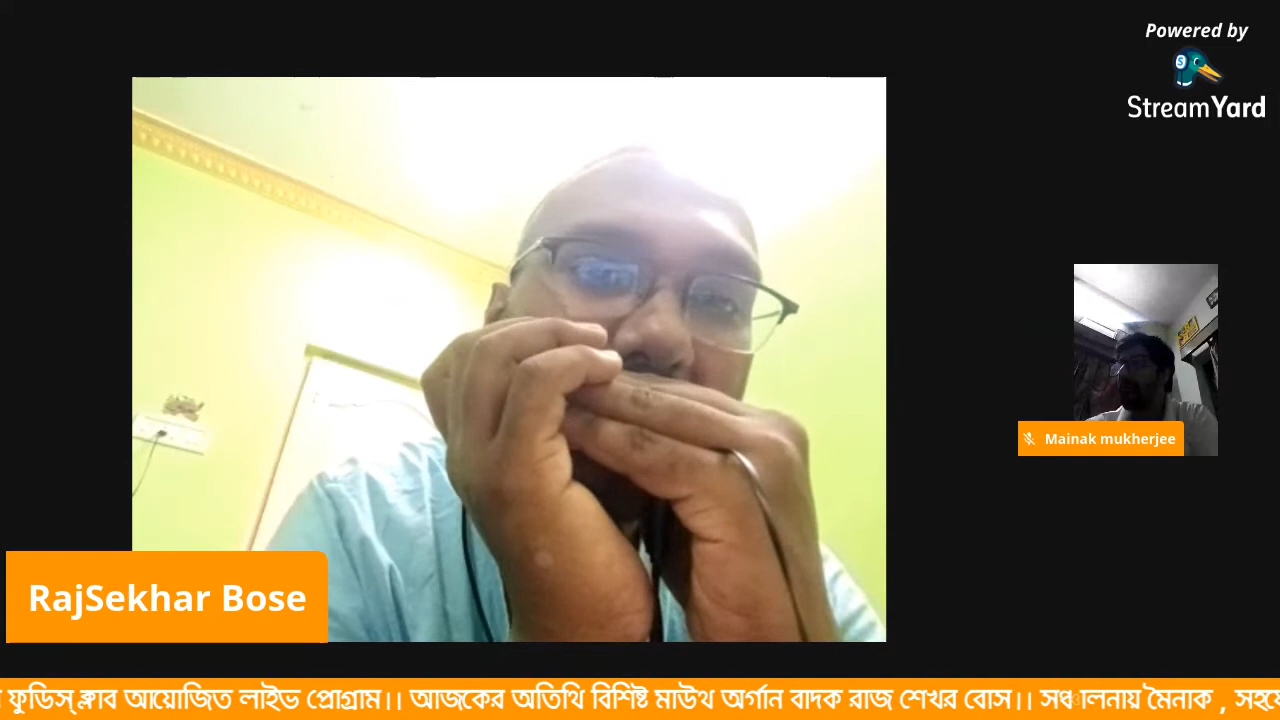 Powered by
StreamYard
Mainak mukherjee
RajSekhar Bose
ফুডিস্ ক্লাব আয়োজিত লাইভ প্রোগ্রাম।। আজকের অতিথি বিশিষ্ট মাউথ অর্গান বাদক রাজ শেখর বোস।। সঞ্চালনায় মৈনাক ,